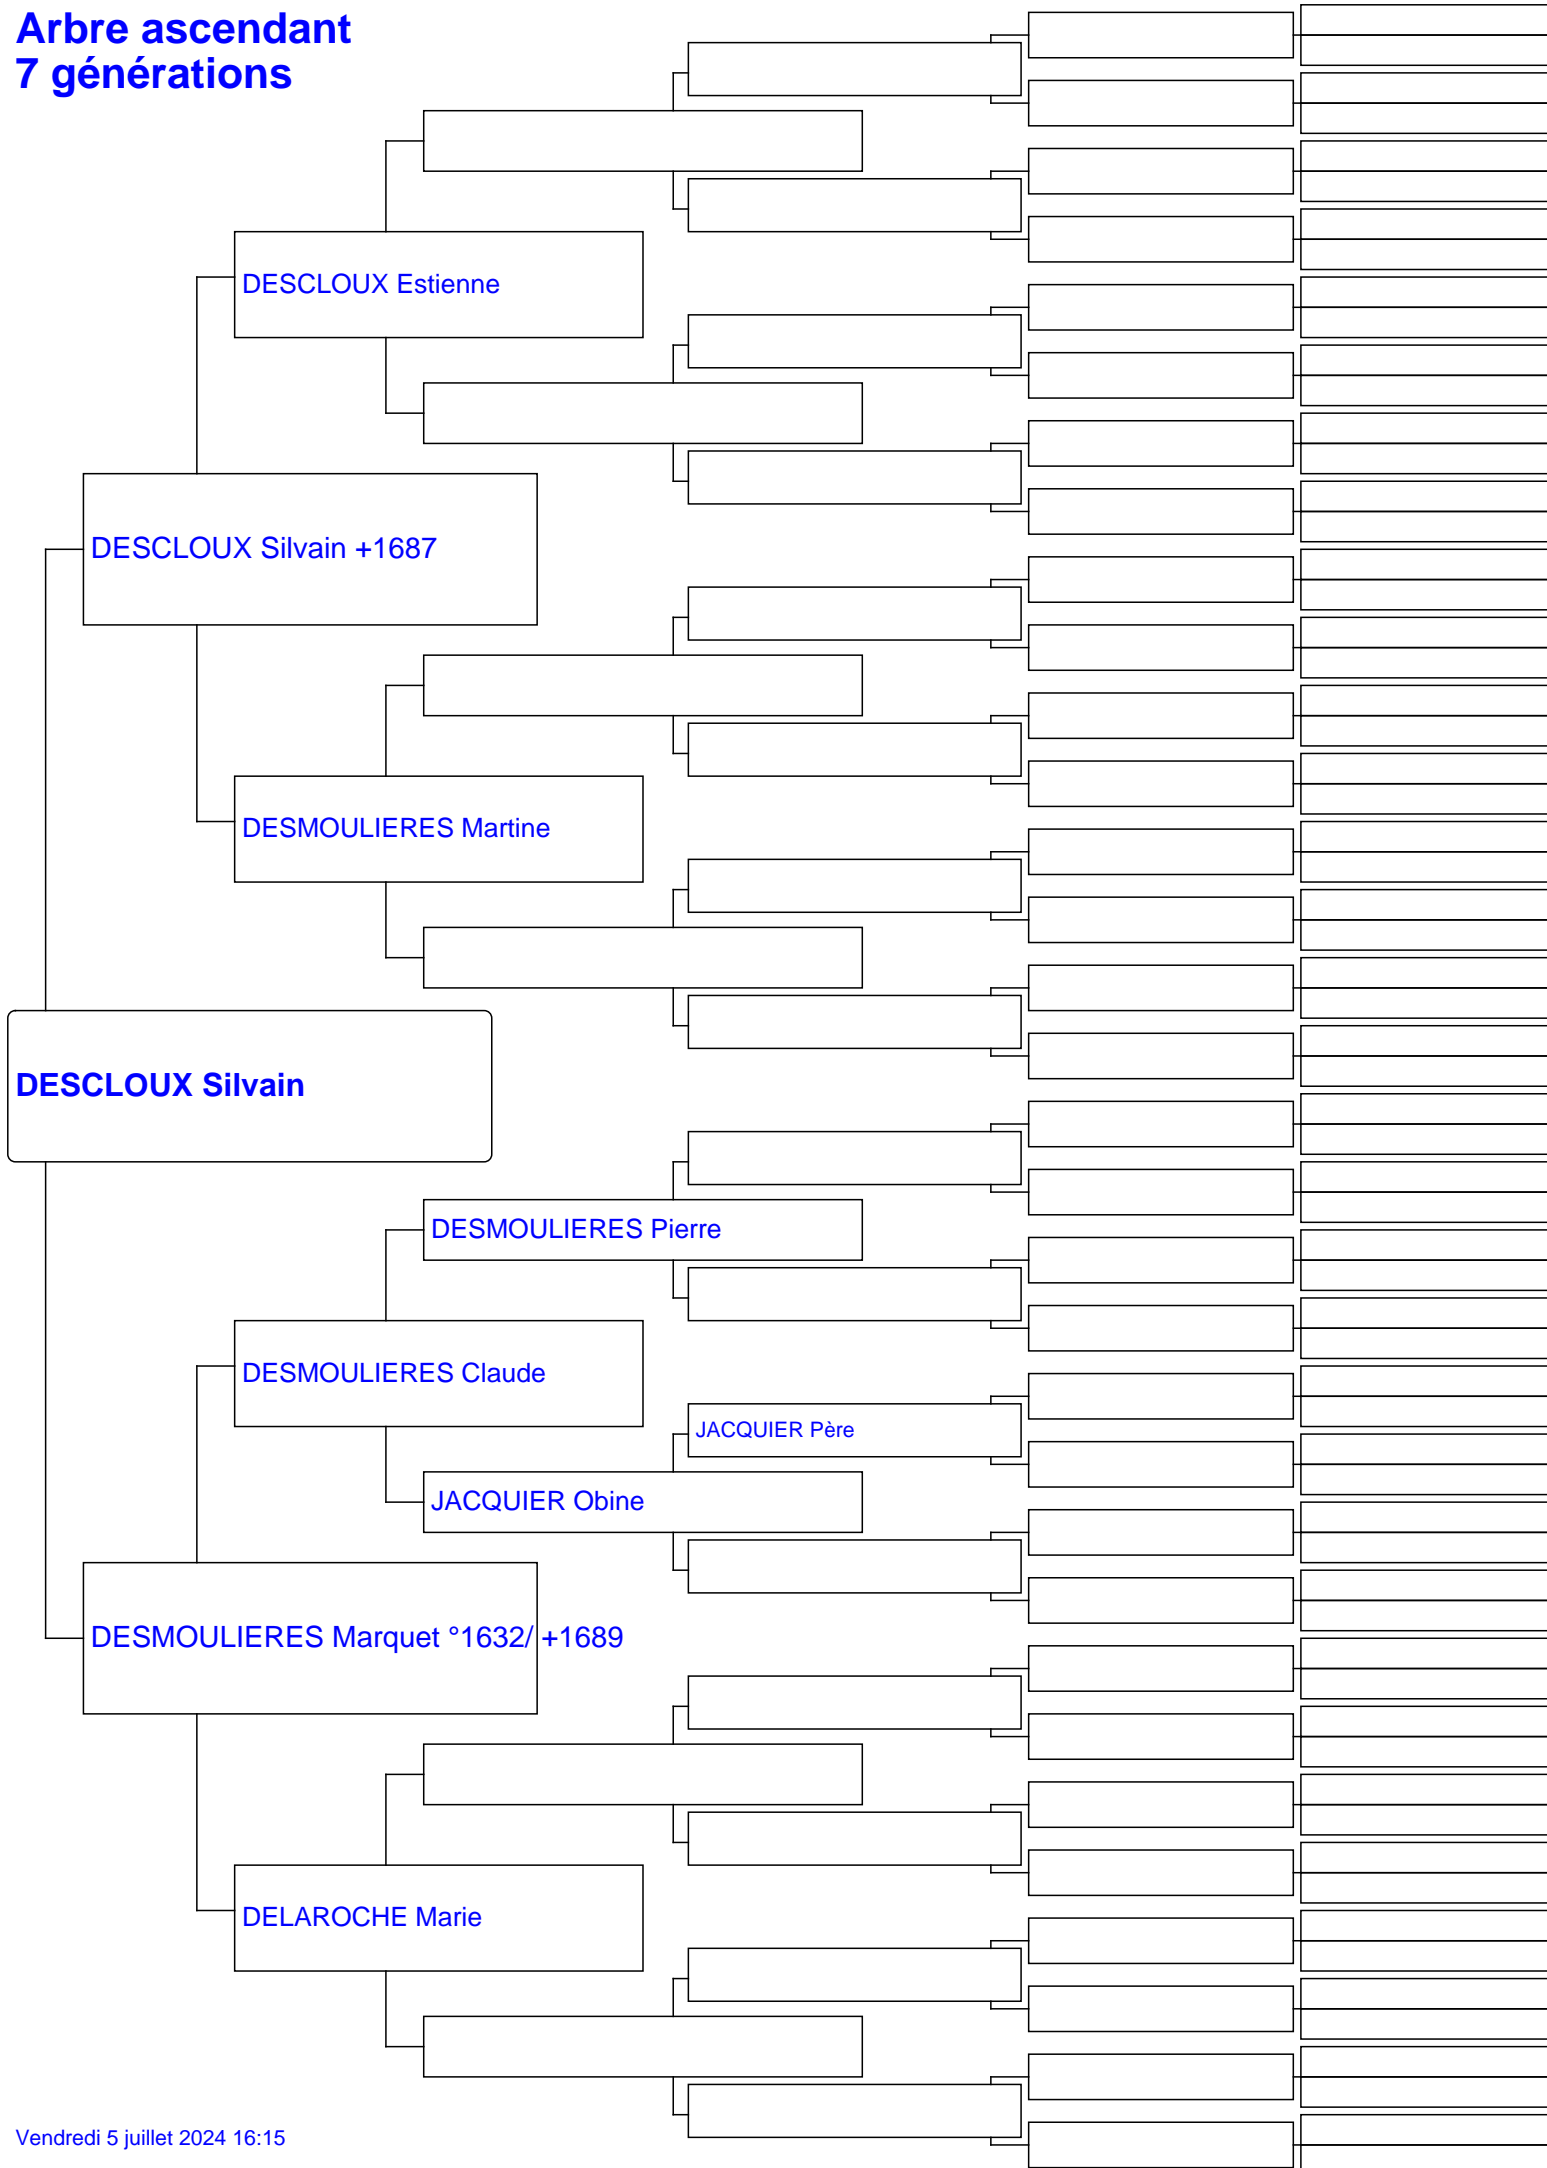 Arbre ascendant
7 générations
DESCLOUX Estienne
DESCLOUX Silvain +1687
DESMOULIERES Martine
DESCLOUX Silvain
DESMOULIERES Pierre
DESMOULIERES Claude
JACQUIER Père
JACQUIER Obine
DESMOULIERES Marquet °1632/ +1689
DELAROCHE Marie
Vendredi 5 juillet 2024 16:15